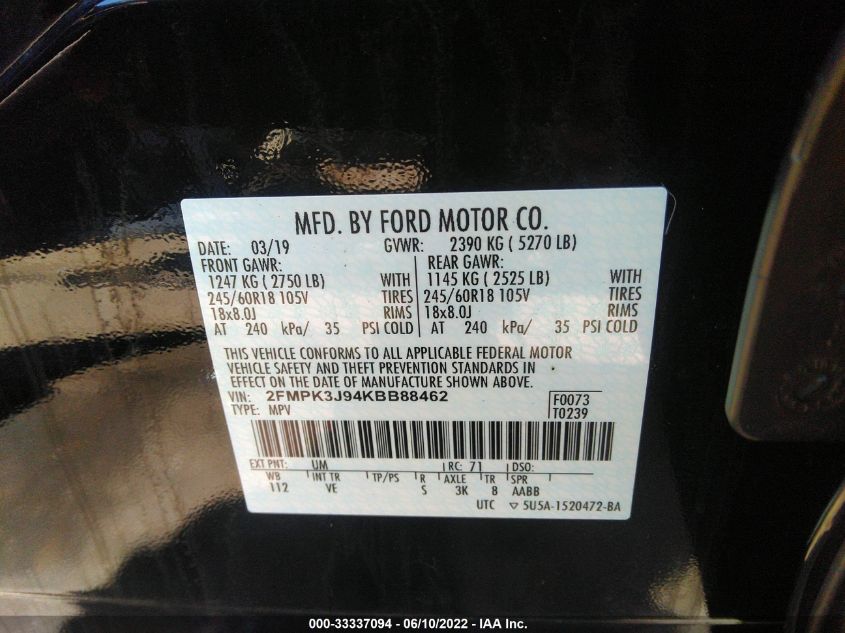 MFD. BY FORD MOTOR CO.
DATE: 03/19 GVWR: 2390 KG ( 5270 LB)
FRONT GAWR: REAR GAWR:
1247 KG ( 2750 LB) WITH 1145 KG ( 2525 LB) WITH
245/60R18 105V TIRES 245/60R18 105V TIRES
18x8.0J RIMS 18x8.0J RIMS
AT 240 kPa/ 35 PSI COLD AT 240 kPa/ 35 PSI COLD
THIS VEHICLE CONFORMS TO ALL APPLICABLE FEDERAL MOTOR
VEHICLE SAFETY AND THEFT PREVENTION STANDARDS IN
EFFECT ON THE DATE OF MANUFACTURE SHOWN ABOVE.
VIN: 2FMPK3J94KBB88462 F0073
TYPE: MPV T0239
EXT PNT: UM RC: 71 DSO:
WB INT TR TP/PS R AXLE TR SPR
112 VE S 3K 8 AABB
UTC ▽ 5U5A-1520472-BA
000-33337094 - 06/10/2022 - IAA Inc.